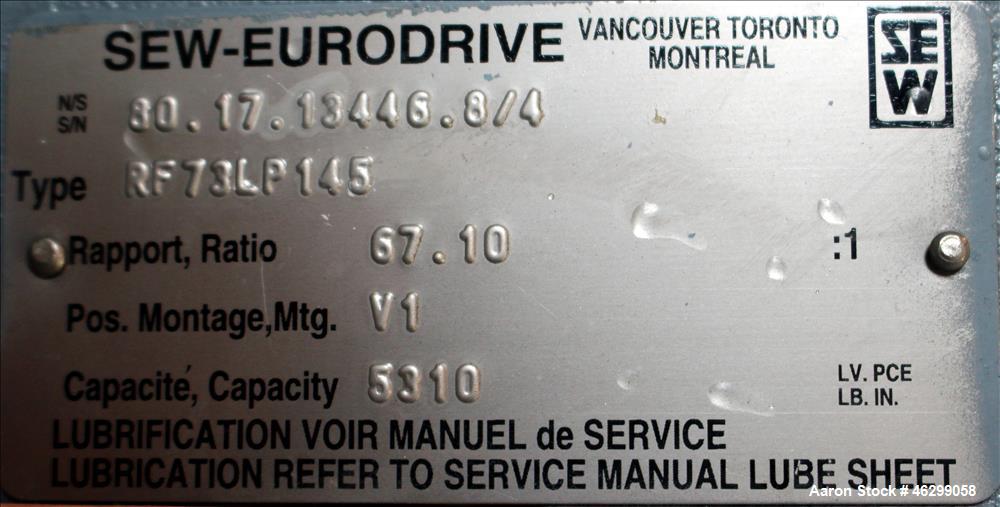 SEW-EURODRIVE VANCOUVER TORONTO
MONTREAL
SE
W
N/S
S/N 80.17.13446.8/4
Type RF73LP145
Rapport, Ratio 67.10 :1
Pos. Montage,Mtg. V1
Capacité, Capacity 5310 LV. PCE
LB. IN.
LUBRIFICATION VOIR MANUEL de SERVICE
LUBRICATION REFER TO SERVICE MANUAL LUBE SHEET
Aaron Stock # 46299058